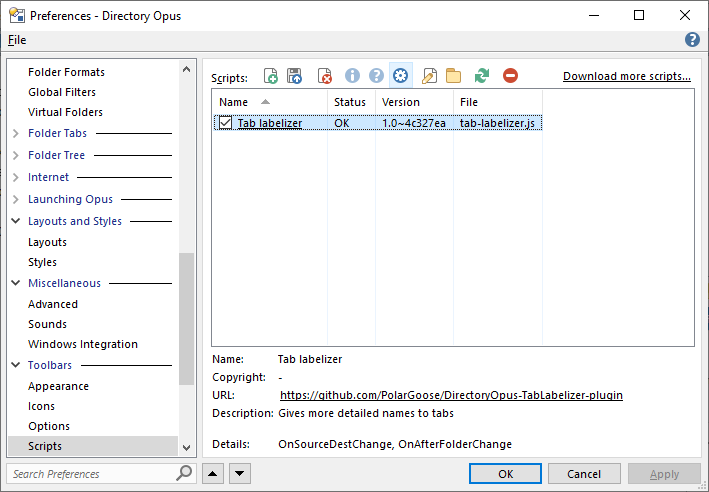 Preferences - Directory Opus
File
Folder Formats
Global Filters
Virtual Folders
Folder Tabs
Folder Tree
Internet
Launching Opus
Layouts and Styles
Layouts
Styles
Miscellaneous
Advanced
Sounds
Windows Integration
Toolbars
Appearance
Icons
Options
Scripts
Search Preferences
Scripts:
Download more scripts...
Name Status Version File
Tab labelizer OK 1.0~4c327ea tab-labelizer.js
Name: Tab labelizer
Copyright: -
URL: https://github.com/PolarGoose/DirectoryOpus-TabLabelizer-plugin
Description: Gives more detailed names to tabs
Details: OnSourceDestChange, OnAfterFolderChange
OK Cancel Apply